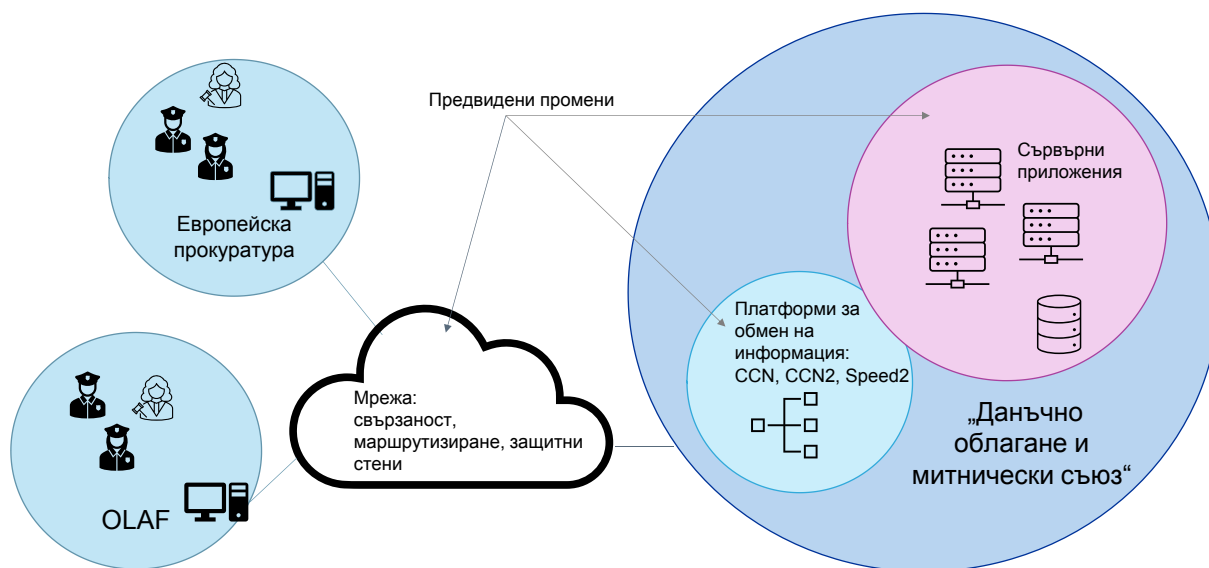 Предвидени промени
Сървърни
приложения
Европейска
прокуратура
Платформи за
обмен на
информация:
CCN, CCN2, Speed2
Мрежа:
свързаност,
маршрутизиране, защитни
стени
„Данъчно
облагане и
митнически съюз“
OLAF